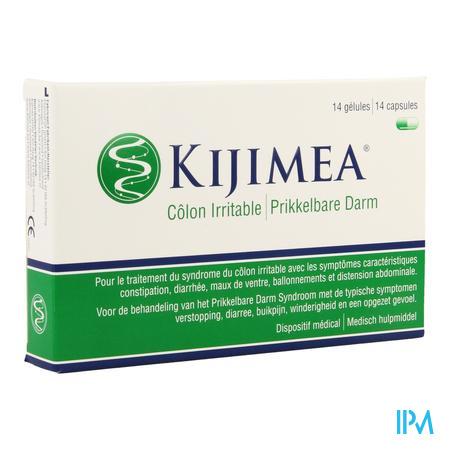 14 gélules | 14 capsules
KIJIMEA®
Côlon Irritable | Prikkelbare Darm
Pour le traitement du syndrome du côlon irritable avec les symptômes caractéristiques
constipation, diarrhée, maux de ventre, ballonnements et distension abdominale.
Voor de behandeling van het Prikkelbare Darm Syndroom met de typische symptomen
verstopping, diarree, buikpijn, winderigheid en een opgezet gevoel.
Dispositif médical | Medisch hulpmiddel
CE
IPM